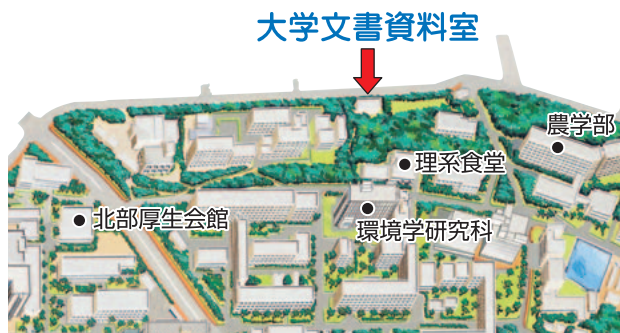 大学文書資料室
農学部
理系食堂
北部厚生会館
環境学研究科